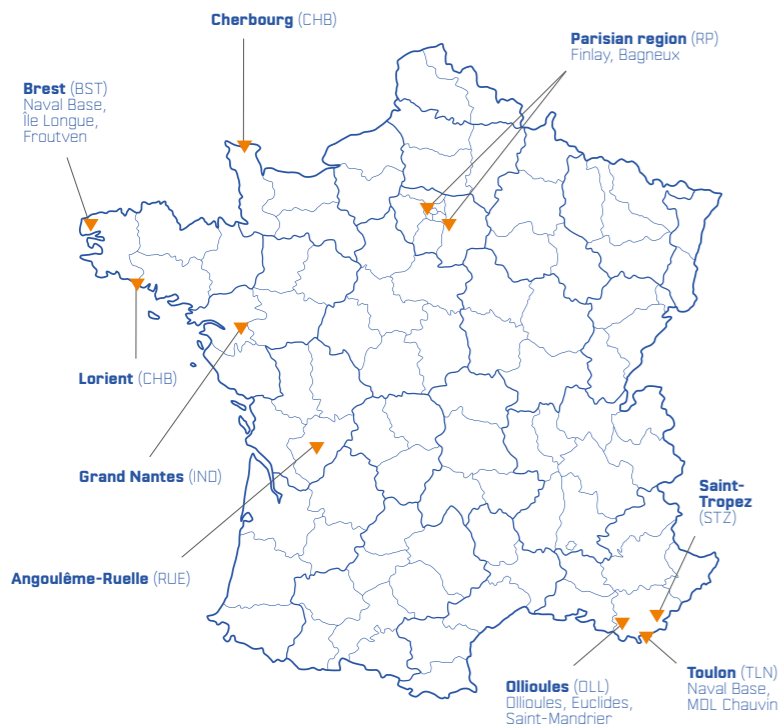 Cherbourg (CHB)
Parisian region (RP)
Finlay, Bagneux
Brest (BST)
Naval Base,
Île Longue,
Froutven
Lorient (CHB)
Grand Nantes (IND)
Angoulême-Ruelle (RUE)
Saint-
Tropez
(STZ)
Ollioules (OLL)
Ollioules, Euclides,
Saint-Mandrier
Toulon (TLN)
Naval Base,
MDL Chauvin